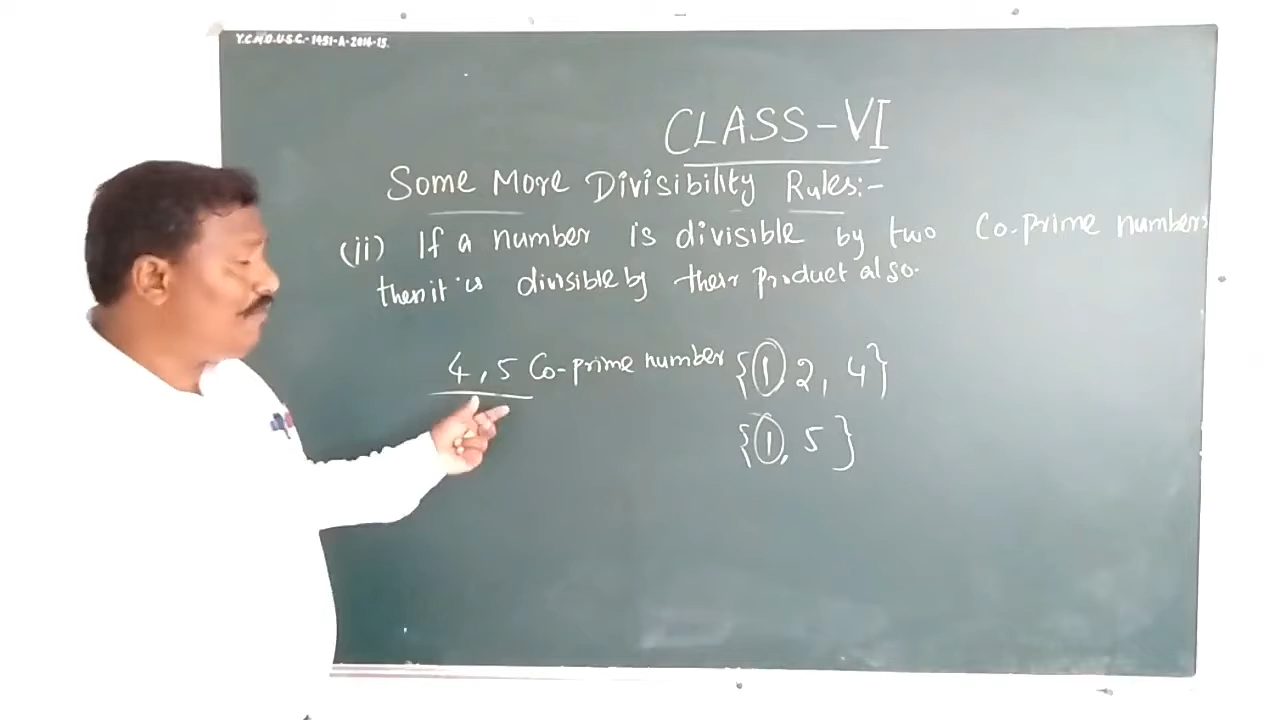 Y.C.M.O.U.S.C.-1451-A-2014-15.
CLASS-VI
Some More Divisibility Rules:-
(ii) If a number is divisible by two Co-prime numbers
then it is divisible by their product also.
4, 5 Co-prime number {1, 2, 4}
{1, 5}